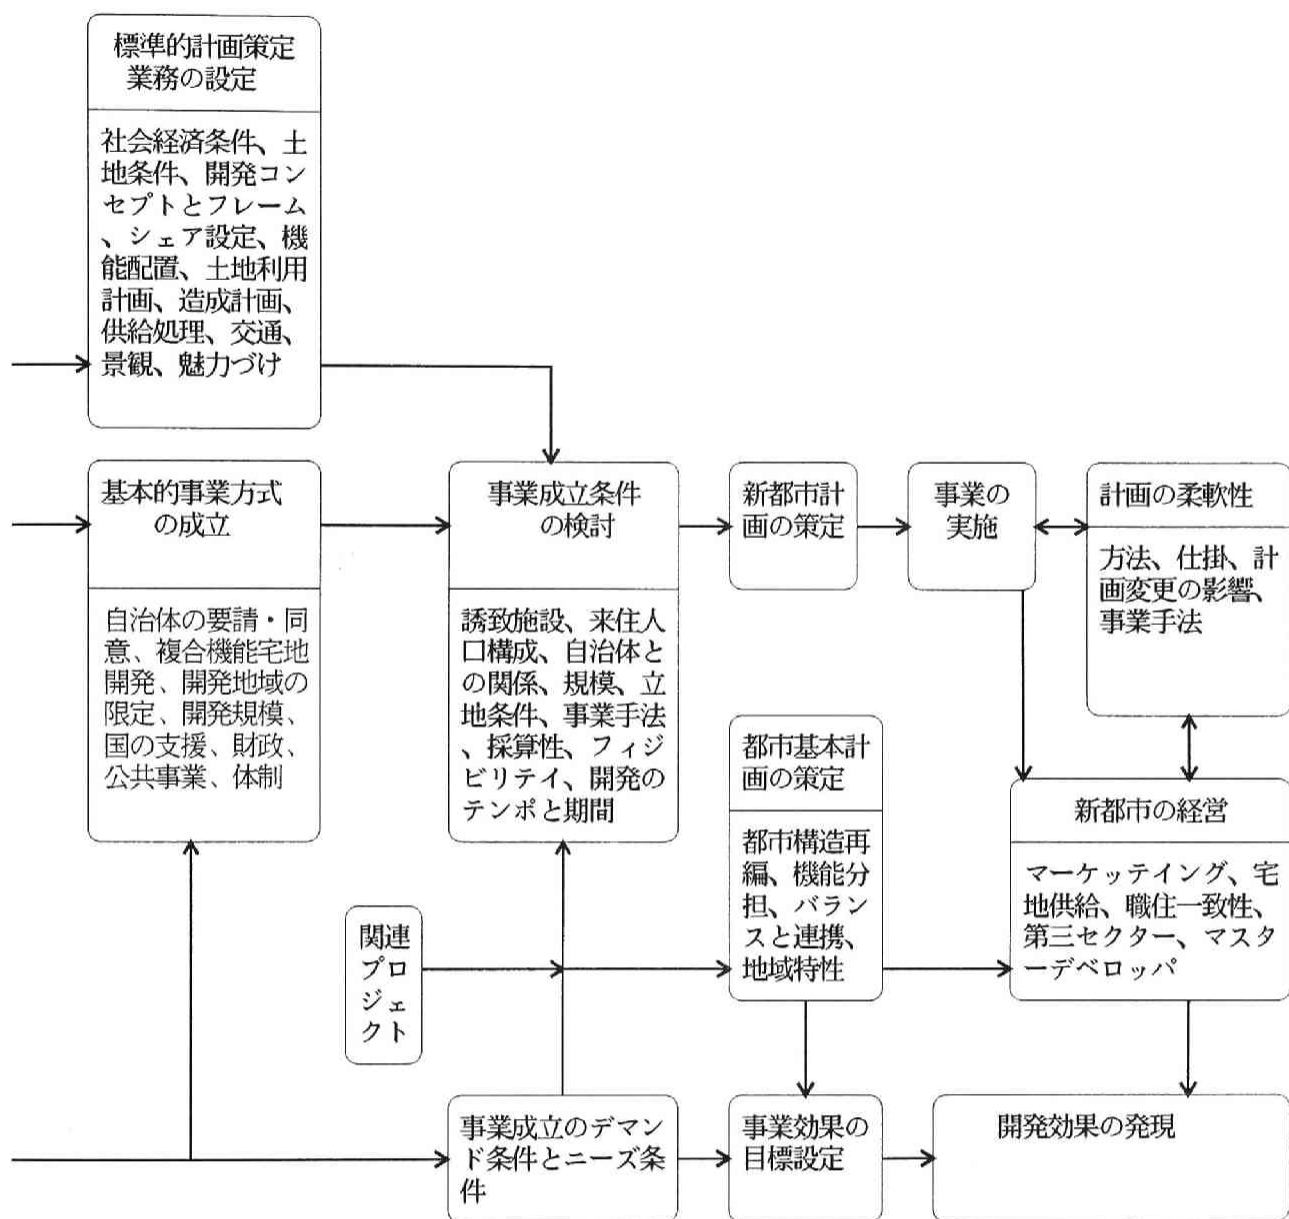 標準的計画策定
業務の設定
社会経済条件、土
地条件、開発コン
セプトとフレーム
、シェア設定、機
能配置、土地利用
計画、造成計画、
供給処理、交通、
景観、魅力づけ
基本的事業方式
の成立
自治体の要請・同
意、複合機能宅地
開発、開発地域の
限定、開発規模、
国の支援、財政、
公共事業、体制
事業成立条件
の検討
誘致施設、来住人
口構成、自治体と
の関係、規模、立
地条件、事業手法
、採算性、フィジ
ビリテイ、開発の
テンポと期間
新都市計
画の策定
事業の
実施
計画の柔軟性
方法、仕掛、計
画変更の影響、
事業手法
都市基本計
画の策定
都市構造再
編、機能分
担、バラン
スと連携、
地域特性
新都市の経営
マーケッテイング、宅
地供給、職住一致性、
第三セクター、マスタ
ーデベロッパ
関連
プロ
ジェ
クト
事業成立のデマン
ド条件とニーズ条
件
事業効果の
目標設定
開発効果の発現